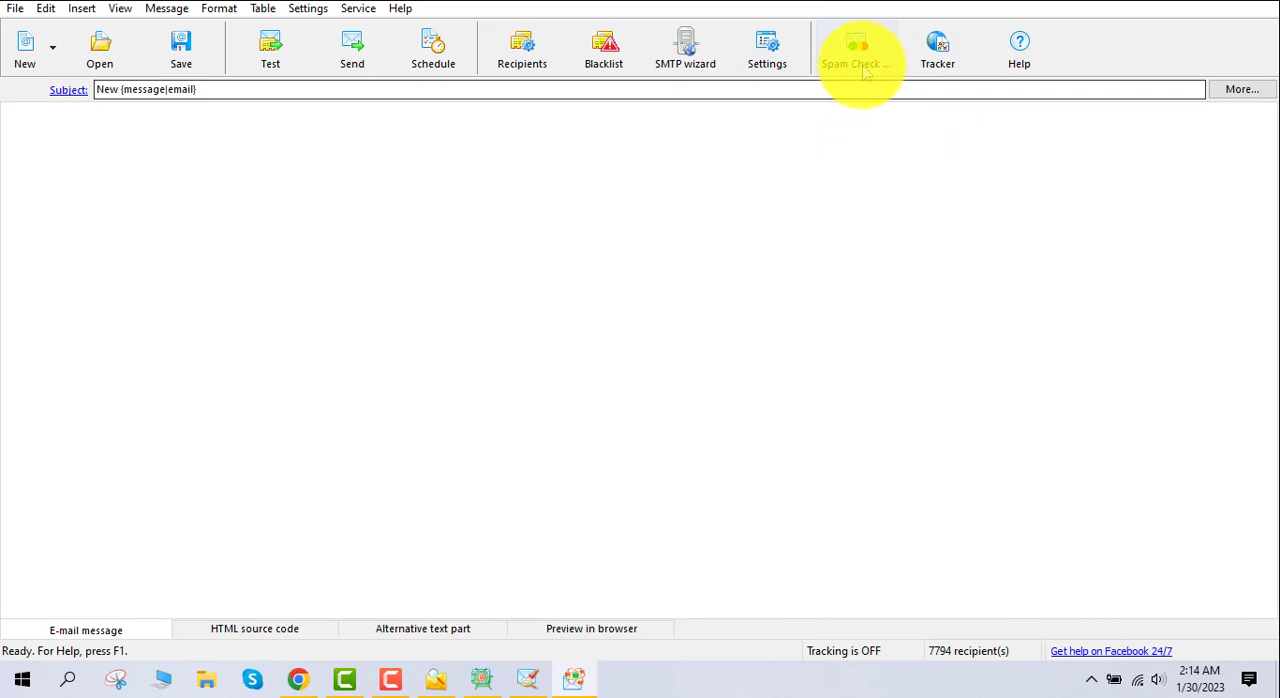 File Edit Insert View Message Format Table Settings Service Help
New Open Save Test Send Schedule Recipients Blacklist SMTP wizard Settings Spam Check ... Tracker Help
Subject: New {message|email} More...
E-mail message HTML source code Alternative text part Preview in browser
Ready. For Help, press F1. Tracking is OFF 7794 recipient(s) Get help on Facebook 24/7
2:14 AM
1/30/2023